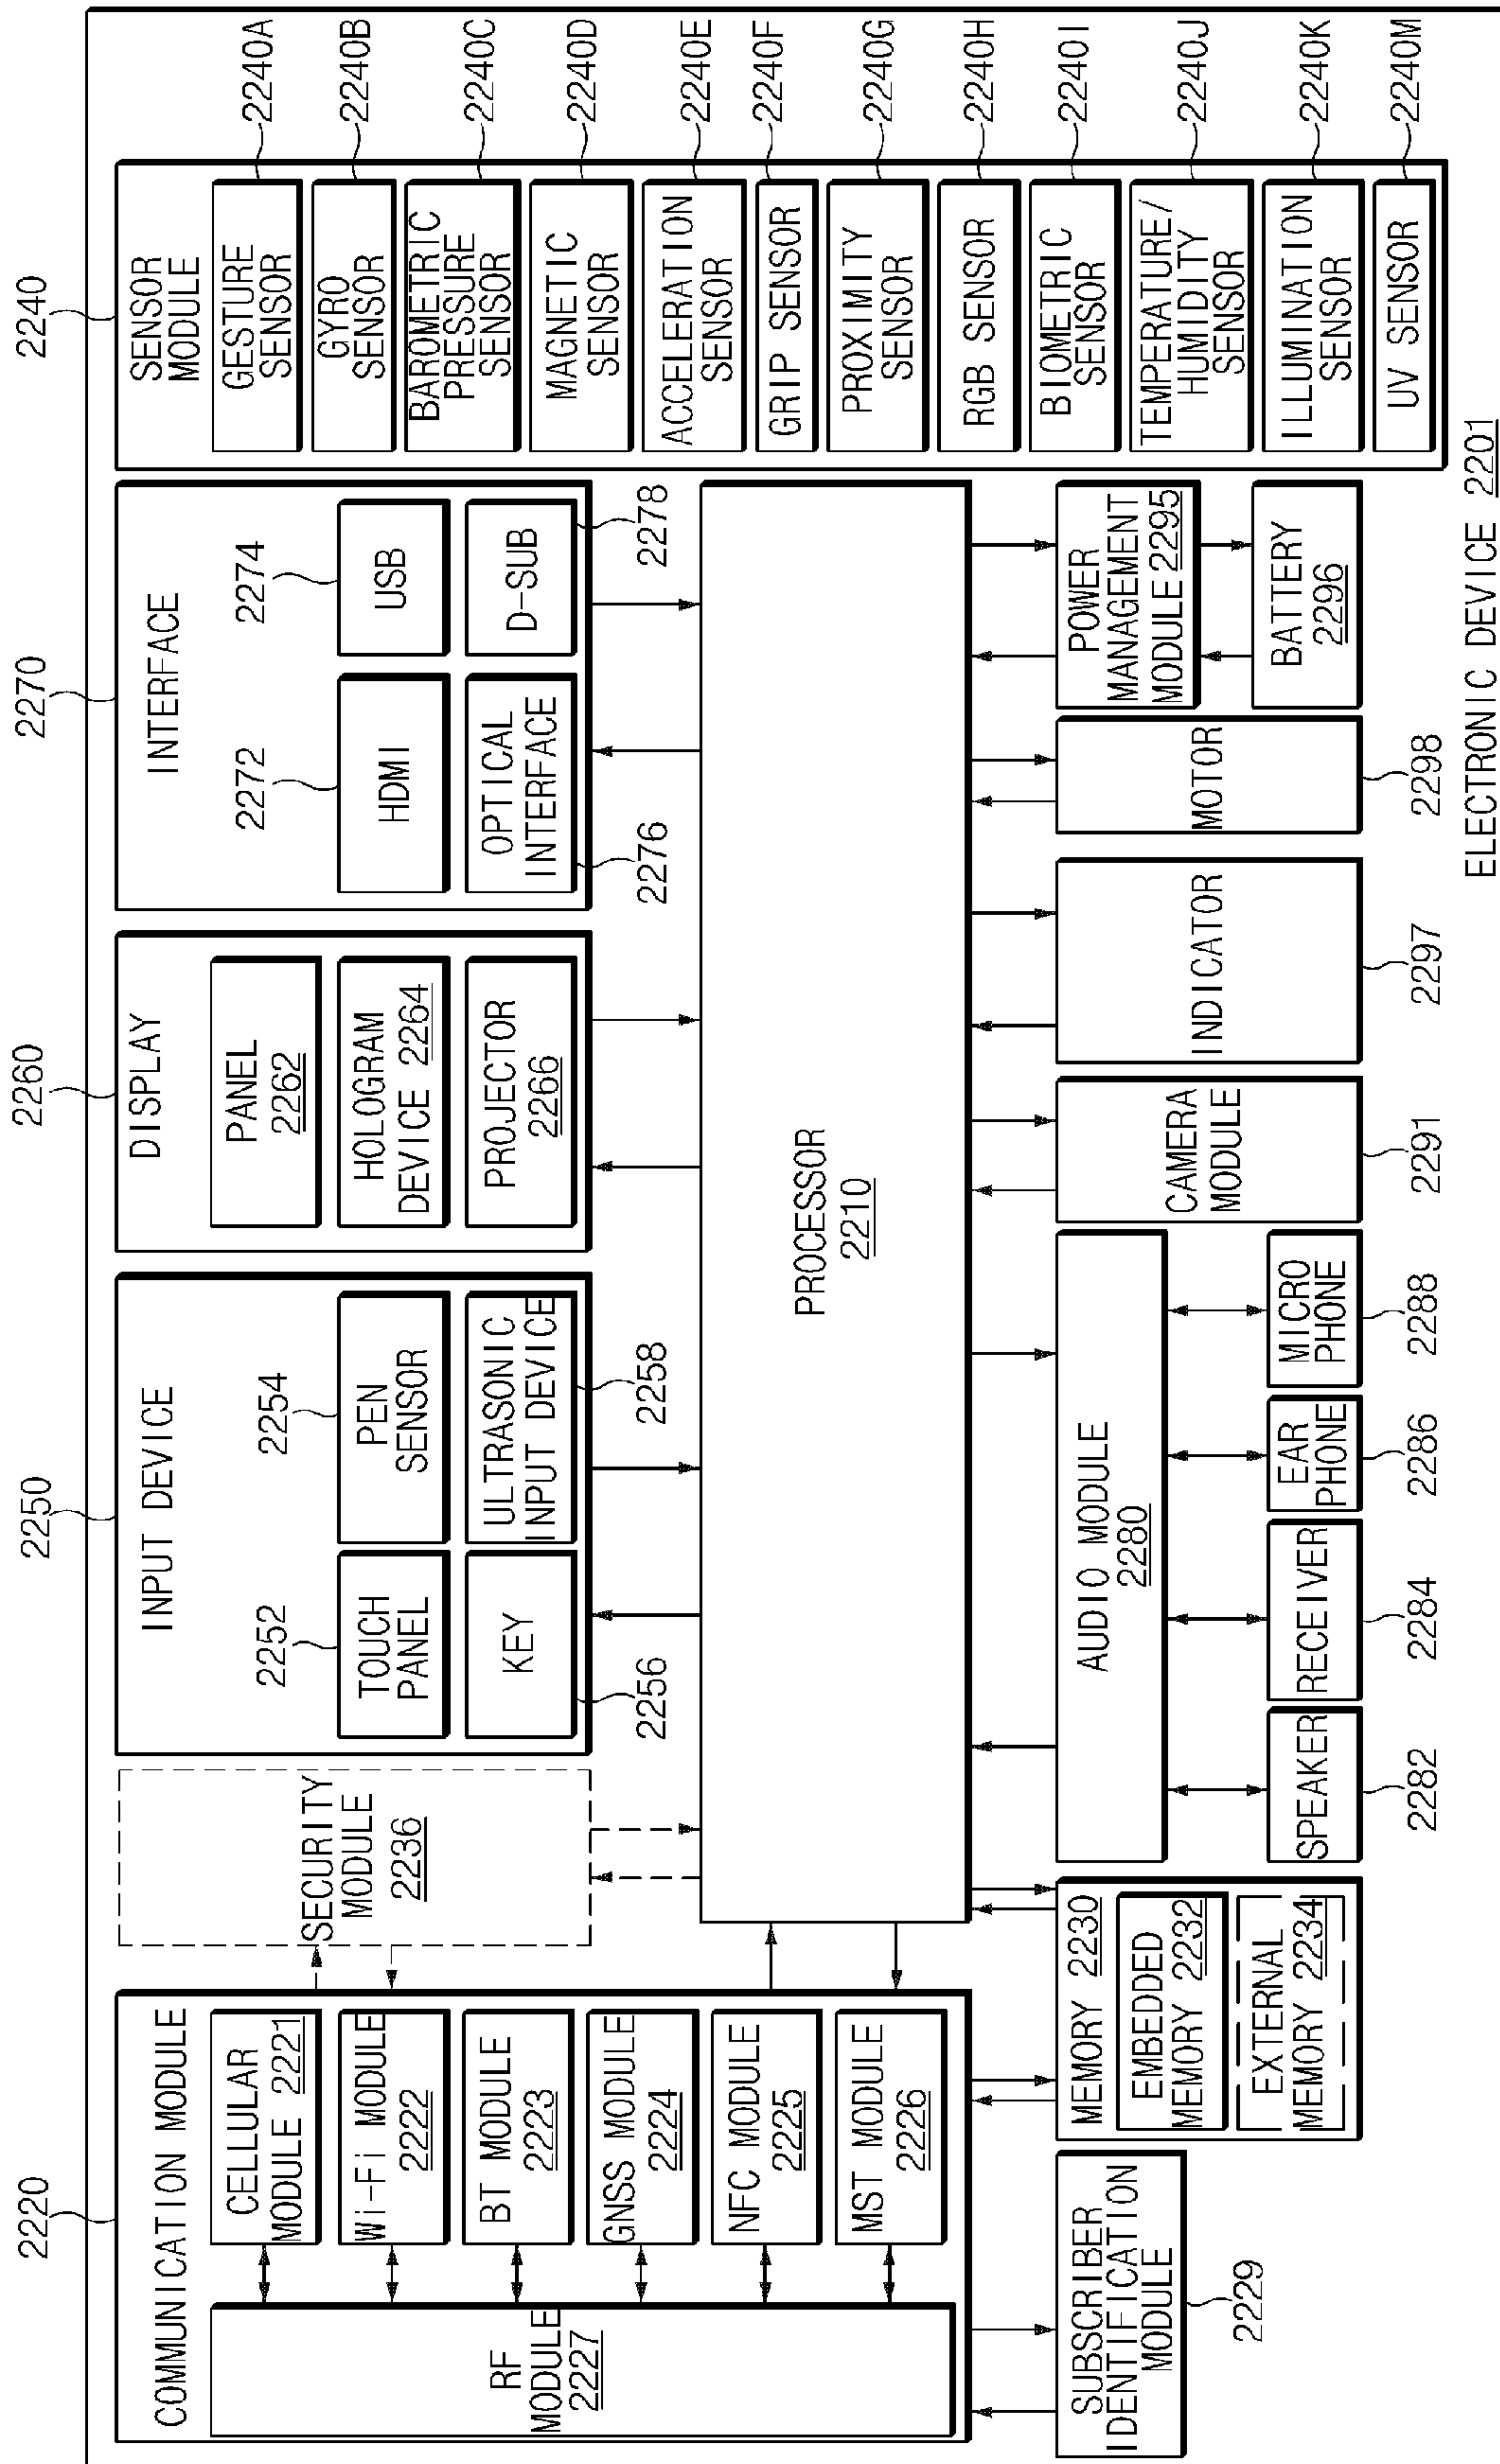 2220
COMMUNICATION MODULE
RF
MODULE
2227
CELLULAR
MODULE 2221
Wi-Fi MODULE
2222
BT MODULE
2223
GNSS MODULE
2224
NFC MODULE
2225
MST MODULE
2226
SUBSCRIBER
IDENTIFICATION
MODULE
2229
SECURITY
MODULE
2236
2250
INPUT DEVICE
2252
TOUCH
PANEL
2254
PEN
SENSOR
KEY
2256
ULTRASONIC
INPUT DEVICE
2258
2260
DISPLAY
PANEL
2262
HOLOGRAM
DEVICE 2264
PROJECTOR
2266
2270
INTERFACE
2272
HDMI
2274
USB
OPTICAL
INTERFACE
2276
D-SUB
2278
2240
SENSOR
MODULE
GESTURE
SENSOR
2240A
GYRO
SENSOR
2240B
BAROMETRIC
PRESSURE
SENSOR
2240C
MAGNETIC
SENSOR
2240D
ACCELERATION
SENSOR
2240E
GRIP SENSOR
2240F
PROXIMITY
SENSOR
2240G
RGB SENSOR
2240H
BIOMETRIC
SENSOR
2240I
TEMPERATURE/
HUMIDITY
SENSOR
2240J
ILLUMINATION
SENSOR
2240K
UV SENSOR
2240M
PROCESSOR
2210
MEMORY 2230
EMBEDDED
MEMORY 2232
EXTERNAL
MEMORY 2234
AUDIO MODULE
2280
SPEAKER
2282
RECEIVER
2284
EAR
PHONE
2286
MICRO
PHONE
2288
CAMERA
MODULE
2291
INDICATOR
2297
MOTOR
2298
POWER
MANAGEMENT
MODULE 2295
BATTERY
2296
ELECTRONIC DEVICE 2201